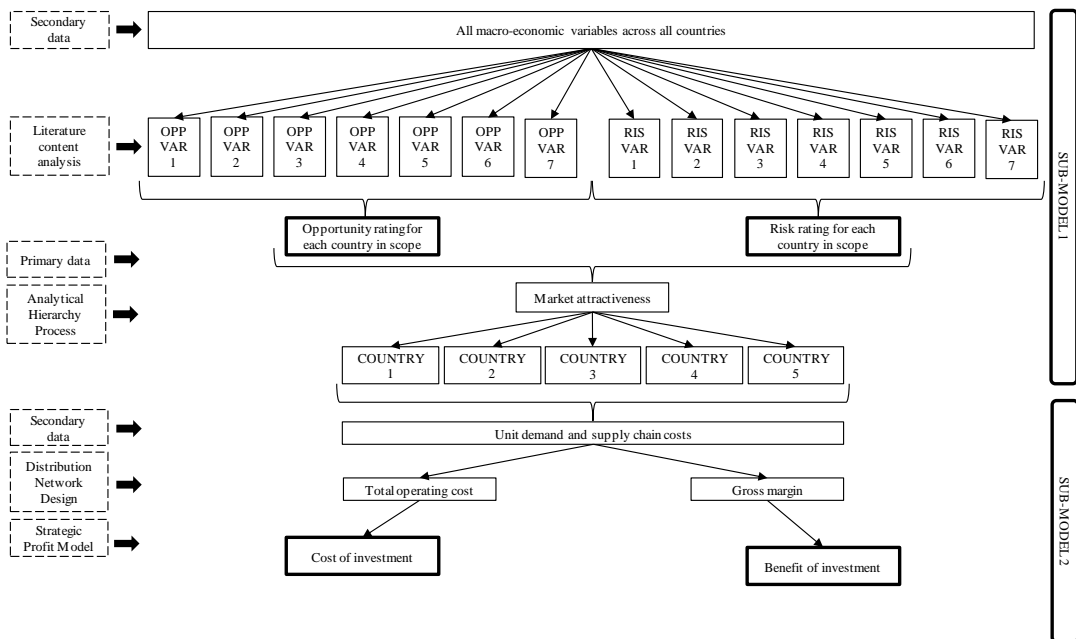 Secondary
data
All macro-economic variables across all countries
Literature
content
analysis
OPP
VAR
1
OPP
VAR
2
OPP
VAR
3
OPP
VAR
4
OPP
VAR
5
OPP
VAR
6
OPP
VAR
7
RIS
VAR
1
RIS
VAR
2
RIS
VAR
3
RIS
VAR
4
RIS
VAR
5
RIS
VAR
6
RIS
VAR
7
SUB-MODEL 1
Opportunity rating for
each country in scope
Risk rating for each
country in scope
Primary data
Analytical
Hierarchy
Process
Market attractiveness
COUNTRY
1
COUNTRY
2
COUNTRY
3
COUNTRY
4
COUNTRY
5
Secondary
data
Unit demand and supply chain costs
Distribution
Network
Design
Total operating cost
Gross margin
SUB-MODEL 2
Strategic
Profit Model
Cost of investment
Benefit of investment